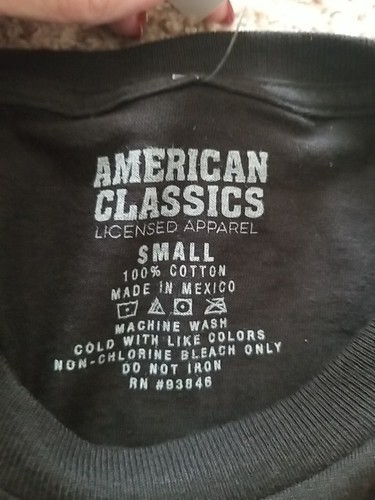 AMERICAN
CLASSICS
LICENSED APPAREL
SMALL
100% COTTON
MADE IN MEXICO
MACHINE WASH
COLD WITH LIKE COLORS
NON-CHLORINE BLEACH ONLY
DO NOT IRON
RN #93846